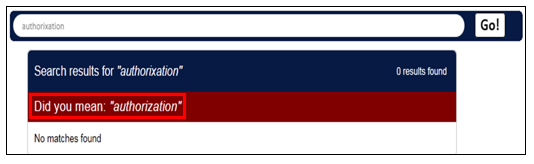 authorixation Go!
Search results for "authorixation" 0 results found
Did you mean: "authorization"
No matches found